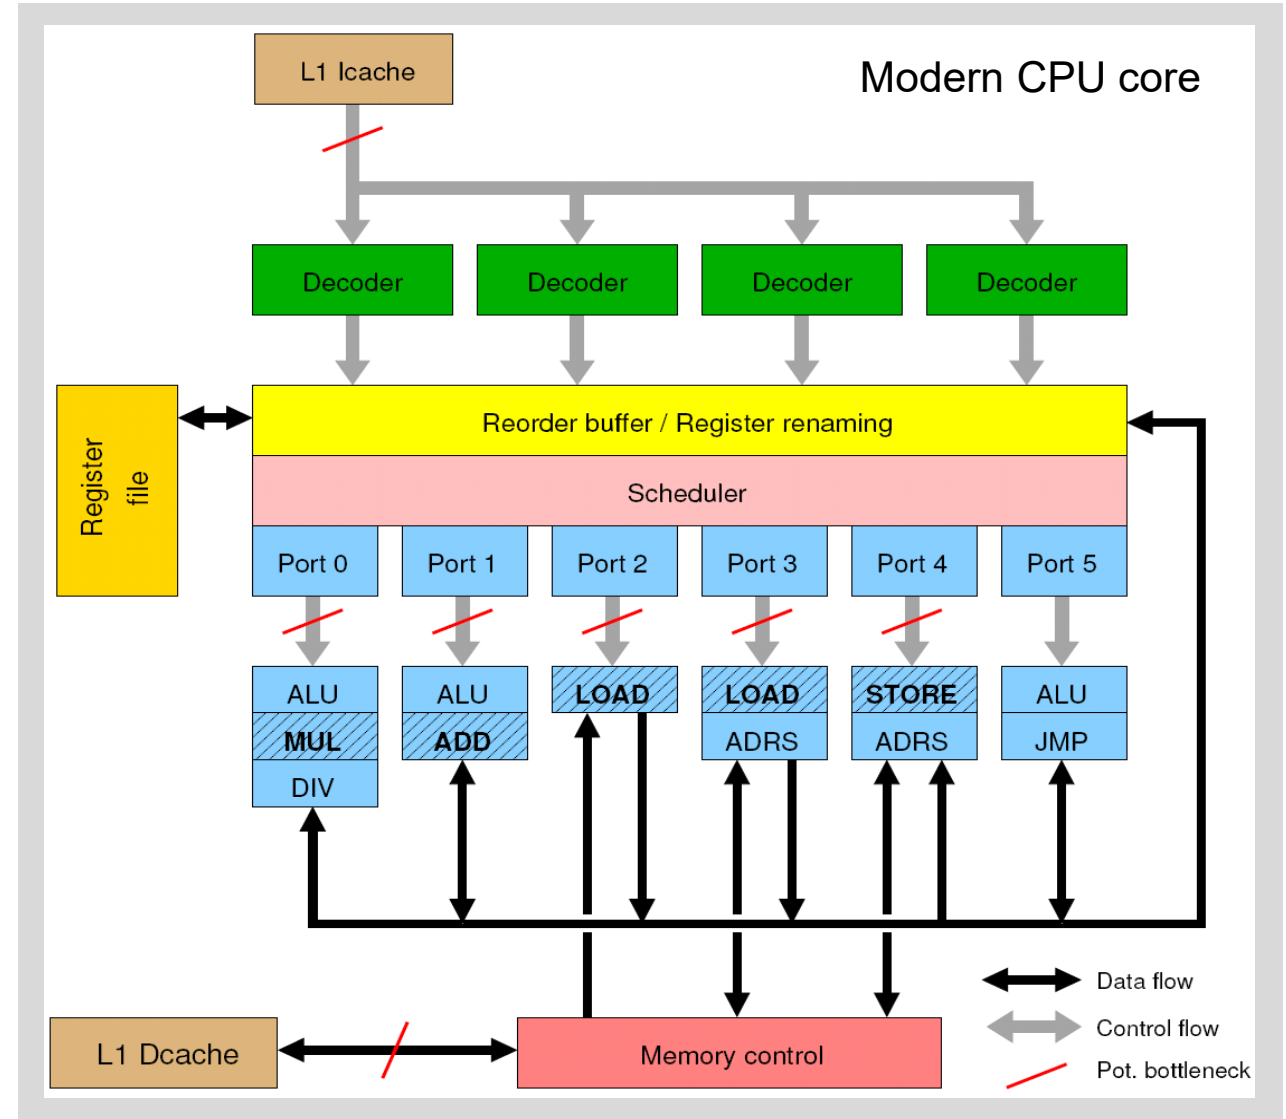 Modern CPU core
L1 Icache
Decoder
Decoder
Decoder
Decoder
Register
file
Reorder buffer / Register renaming
Scheduler
Port 0
Port 1
Port 2
Port 3
Port 4
Port 5
ALU
MUL
DIV
ALU
ADD
LOAD
LOAD
ADRS
STORE
ADRS
ALU
JMP
L1 Dcache
Memory control
Data flow
Control flow
Pot. bottleneck